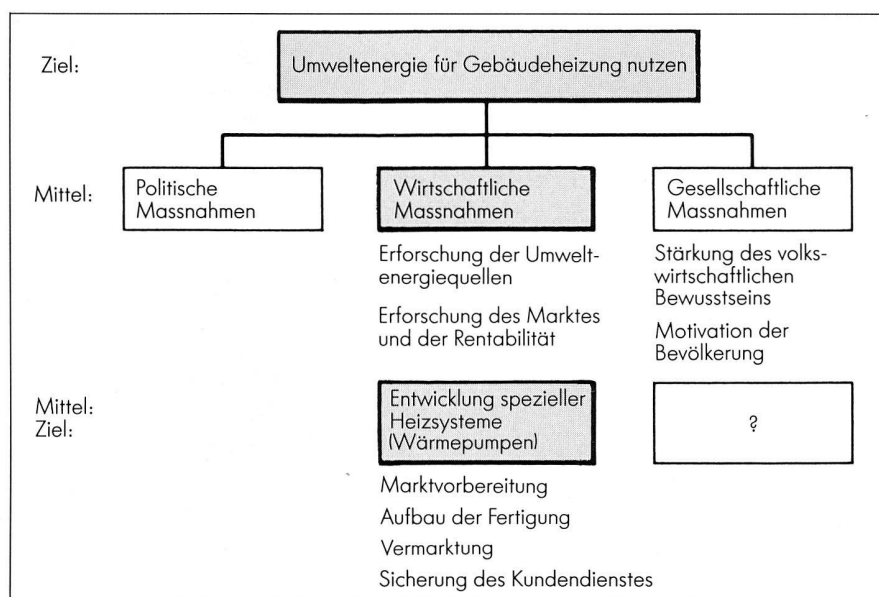 Ziel:
Umweltenergie für Gebäudeheizung nutzen
Mittel:
Politische
Massnahmen
Wirtschaftliche
Massnahmen
Gesellschaftliche
Massnahmen
Erforschung der Umwelt-
energiequellen
Erforschung des Marktes
und der Rentabilität
Stärkung des volks-
wirtschaftlichen
Bewusstseins
Motivation der
Bevölkerung
Mittel:
Ziel:
Entwicklung spezieller
Heizsysteme
(Wärmepumpen)
?
Marktvorbereitung
Aufbau der Fertigung
Vermarktung
Sicherung des Kundendienstes